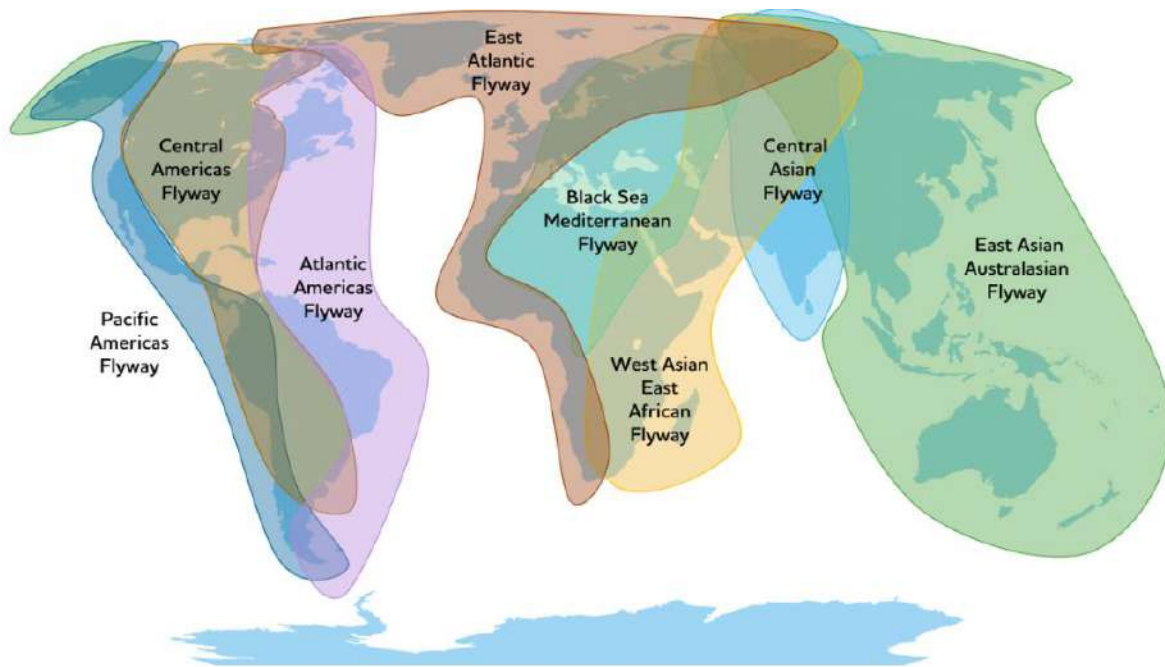 East
Atlantic
Flyway
Central
Americas
Flyway
Central
Asian
Flyway
Black Sea
Mediterranean
Flyway
East Asian
Australasian
Flyway
Atlantic
Americas
Flyway
Pacific
Americas
Flyway
West Asian
East
African
Flyway